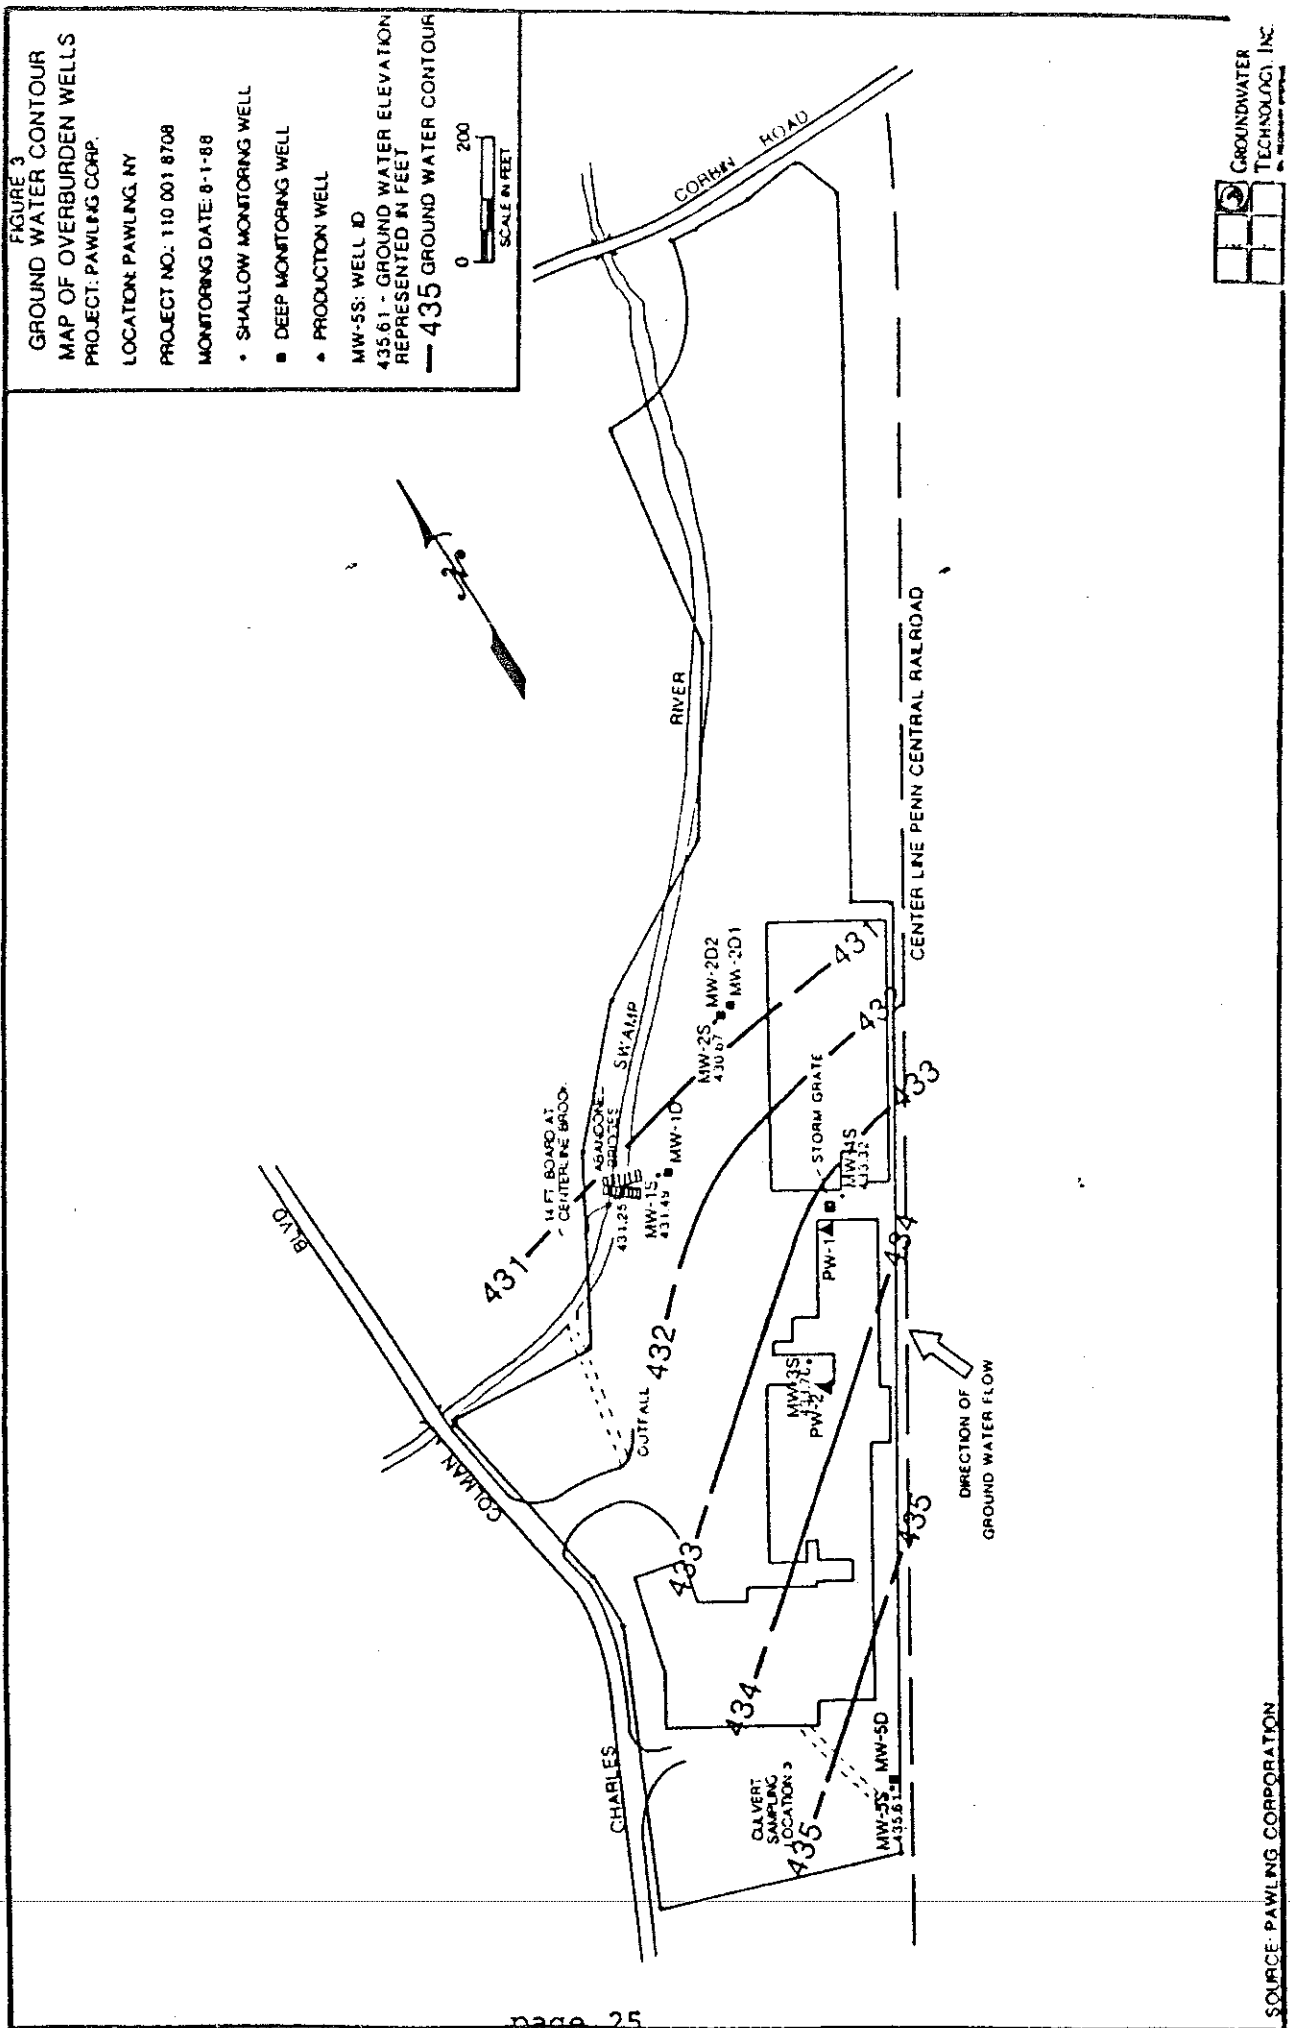 FIGURE 3
GROUND WATER CONTOUR
MAP OF OVERBURDEN WELLS
PROJECT: PAWLING CORP.
LOCATION: PAWLING, NY
PROJECT NO.: 110 001 8708
MONITORING DATE: 8-1-88
• SHALLOW MONITORING WELL
■ DEEP MONITORING WELL
▲ PRODUCTION WELL
MW-5S: WELL ID
435.61 - GROUND WATER ELEVATION
REPRESENTED IN FEET
435 GROUND WATER CONTOUR
0 200
SCALE IN FEET
CORBIN ROAD
N
RIVER
SWAMP
CENTER LINE PENN CENTRAL RAILROAD
14 FT. BOARD AT
CENTERLINE BROOK
ABANDONED
BRIDGES
431.25
MW-1S
431.49
MW-1D
MW-2S
430.67
MW-2D2
MW-2D1
431
431
432
433
STORM GRATE
MW-4S
433.32
PW-1
434
432
OUTFALL
MW-3S
PW-2
433
434
435
435
DIRECTION OF
GROUND WATER FLOW
CHARLES
COLMAN
BLVD
CULVERT
SAMPLING
LOCATION 3
MW-5S
435.61
MW-5D
GROUNDWATER
TECHNOLOGY, INC.
SOURCE: PAWLING CORPORATION
page 25